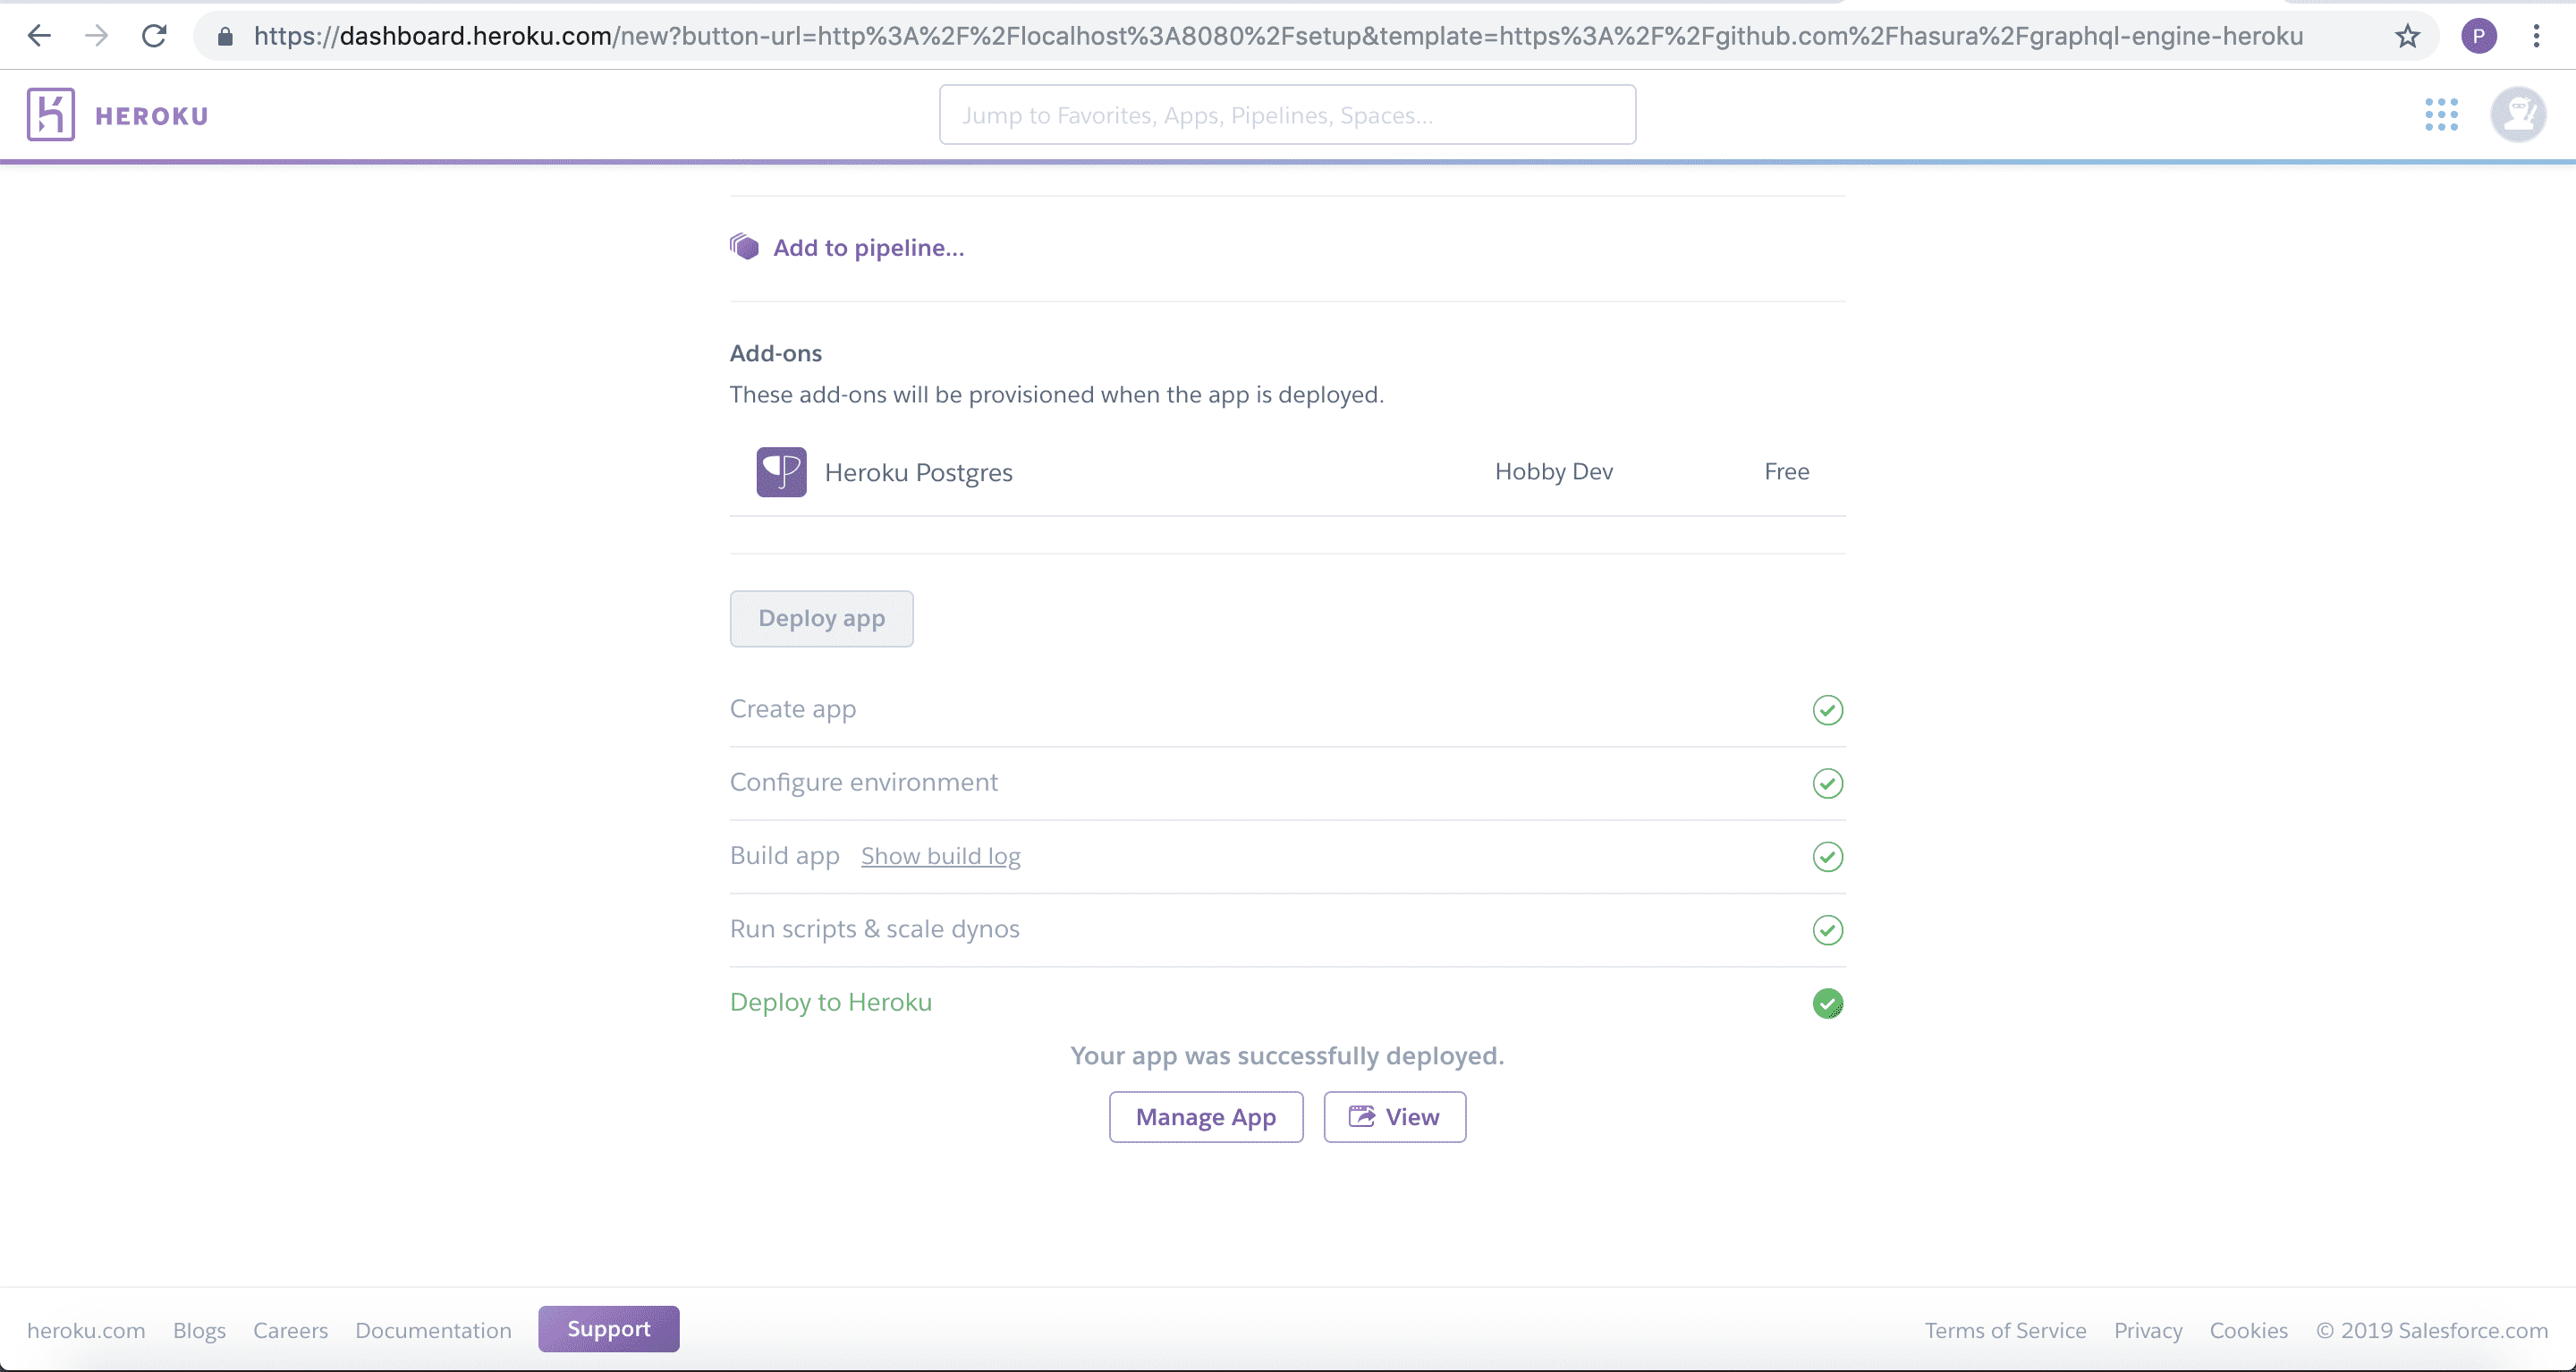 https://dashboard.heroku.com/new?button-url=http%3A%2F%2Flocalhost%3A8080%2Fsetup&template=https%3A%2F%2Fgithub.com%2Fhasura%2Fgraphql-engine-heroku
P
HEROKU
Jump to Favorites, Apps, Pipelines, Spaces...
Add to pipeline...
Add-ons
These add-ons will be provisioned when the app is deployed.
Heroku Postgres Hobby Dev Free
Deploy app
Create app
Configure environment
Build app Show build log
Run scripts & scale dynos
Deploy to Heroku
Your app was successfully deployed.
Manage App View
heroku.com Blogs Careers Documentation Support Terms of Service Privacy Cookies © 2019 Salesforce.com